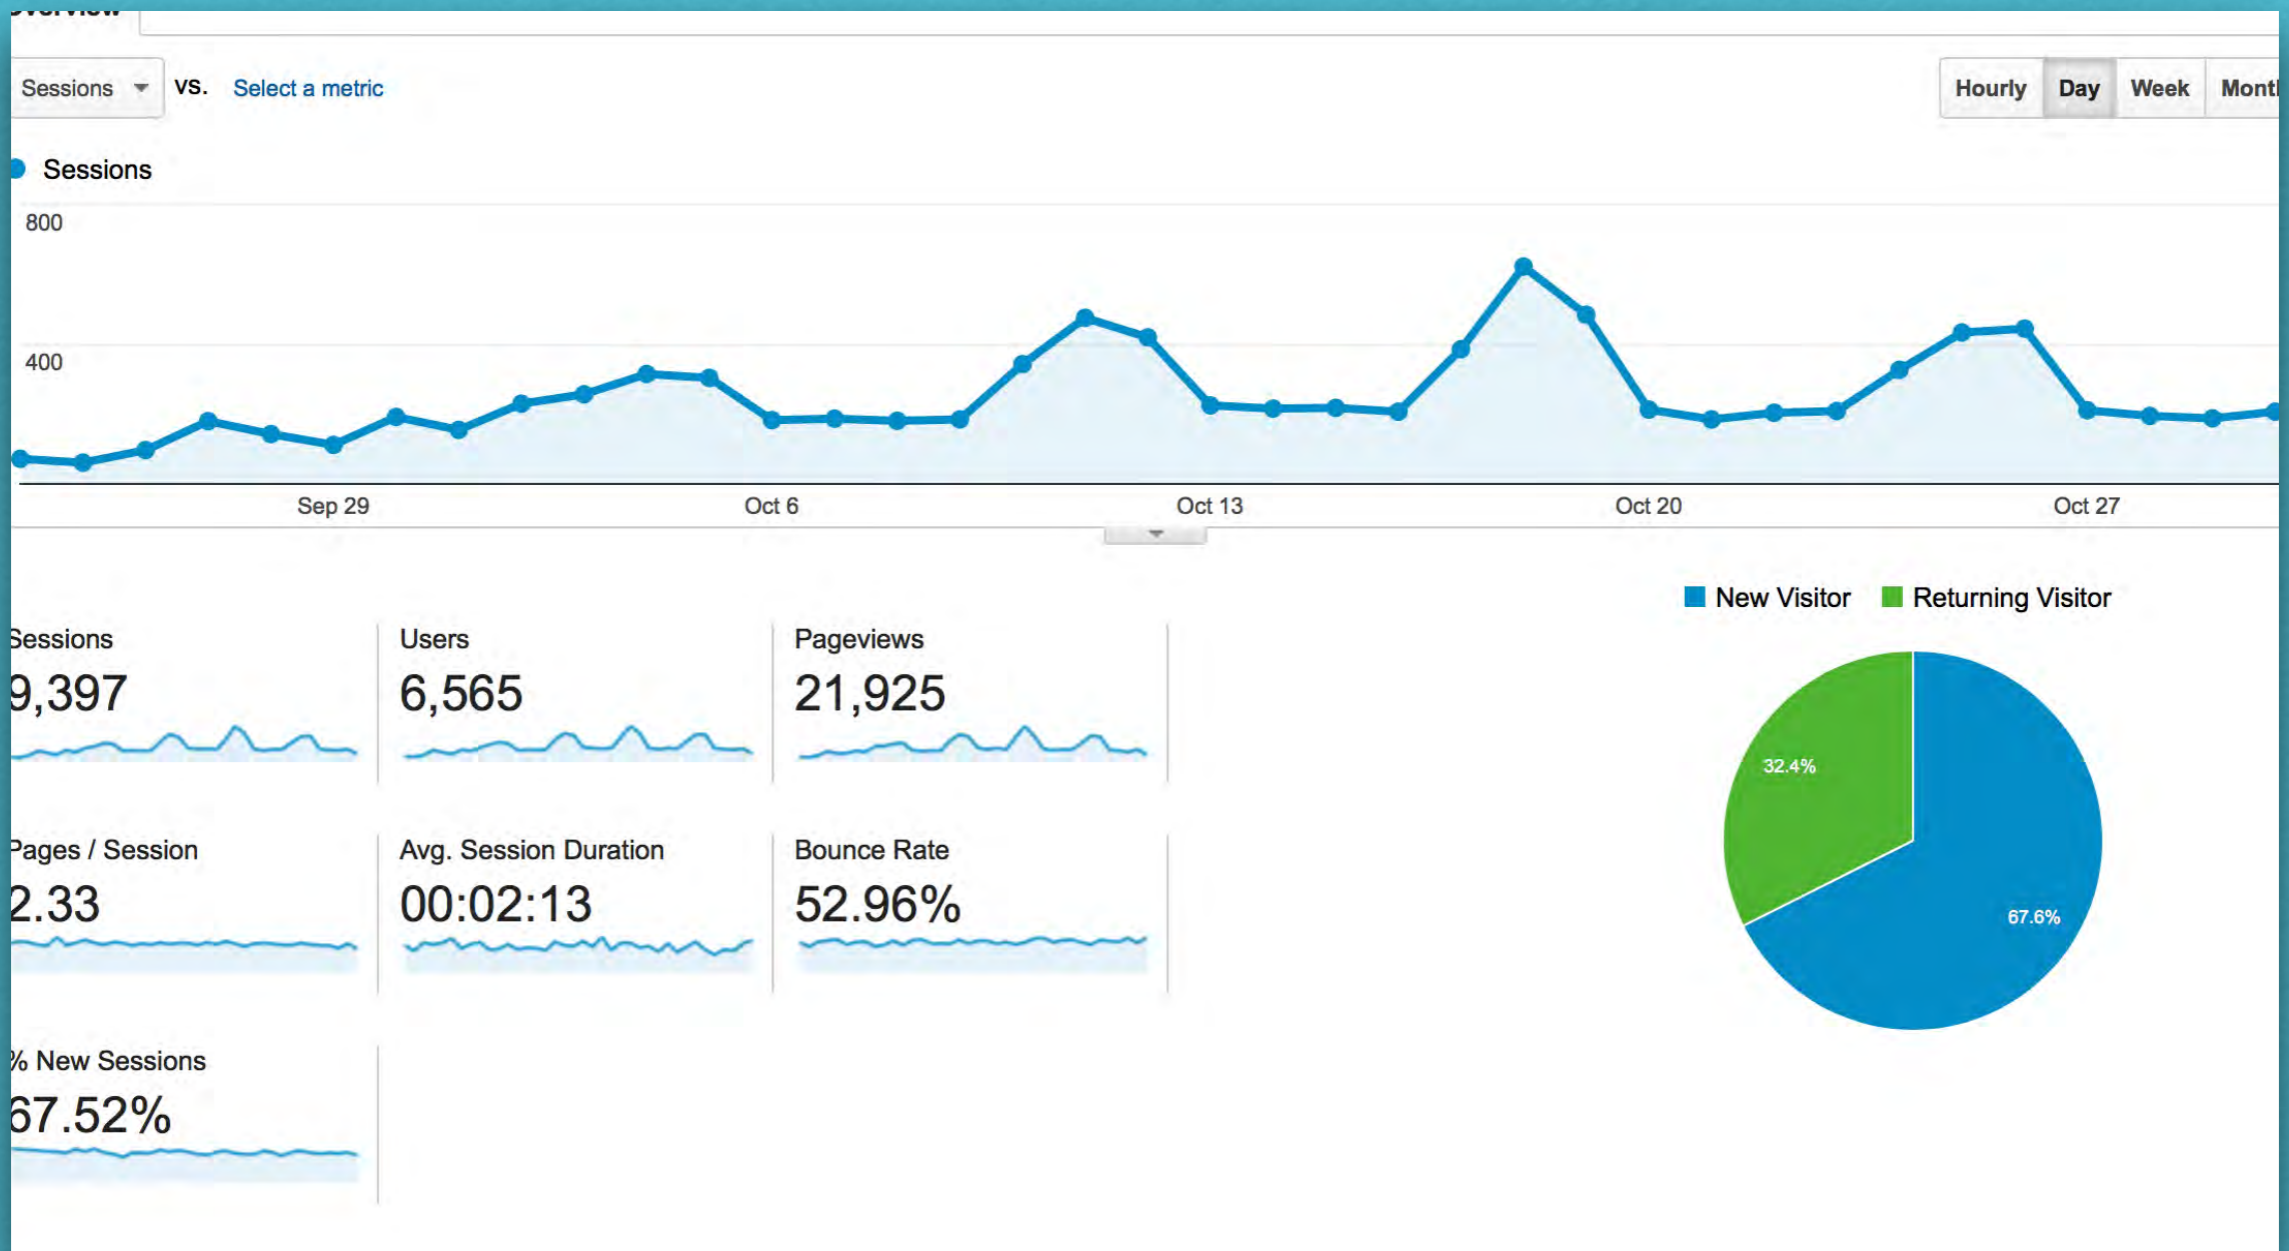 Overview
Sessions vs. Select a metric Hourly Day Week Month
Sessions
800
400
Sep 29 Oct 6 Oct 13 Oct 20 Oct 27
New Visitor Returning Visitor
Sessions Users Pageviews
9,397 6,565 21,925
32.4%
Pages / Session Avg. Session Duration Bounce Rate
2.33 00:02:13 52.96%
67.6%
% New Sessions
67.52%